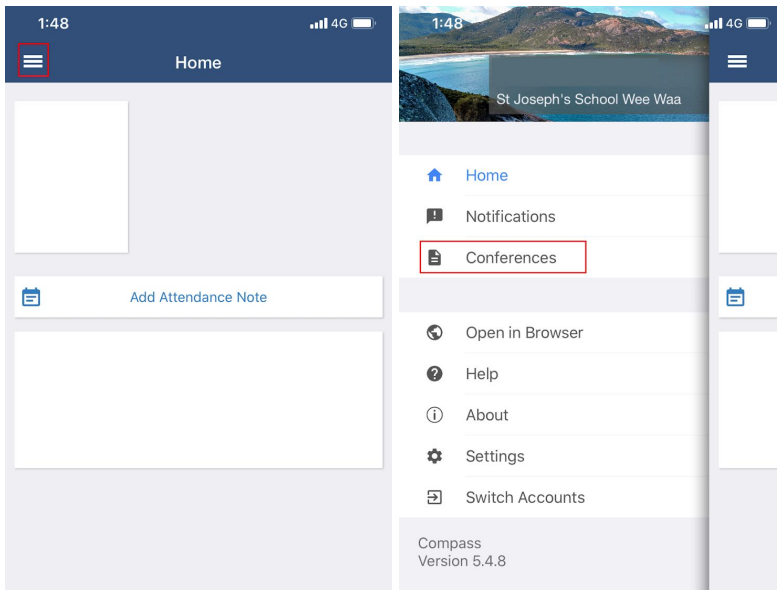 1:48
4G
Home
Add Attendance Note
1:48
4G
St Joseph's School Wee Waa
Home
Notifications
Conferences
Open in Browser
Help
About
Settings
Switch Accounts
Compass
Version 5.4.8